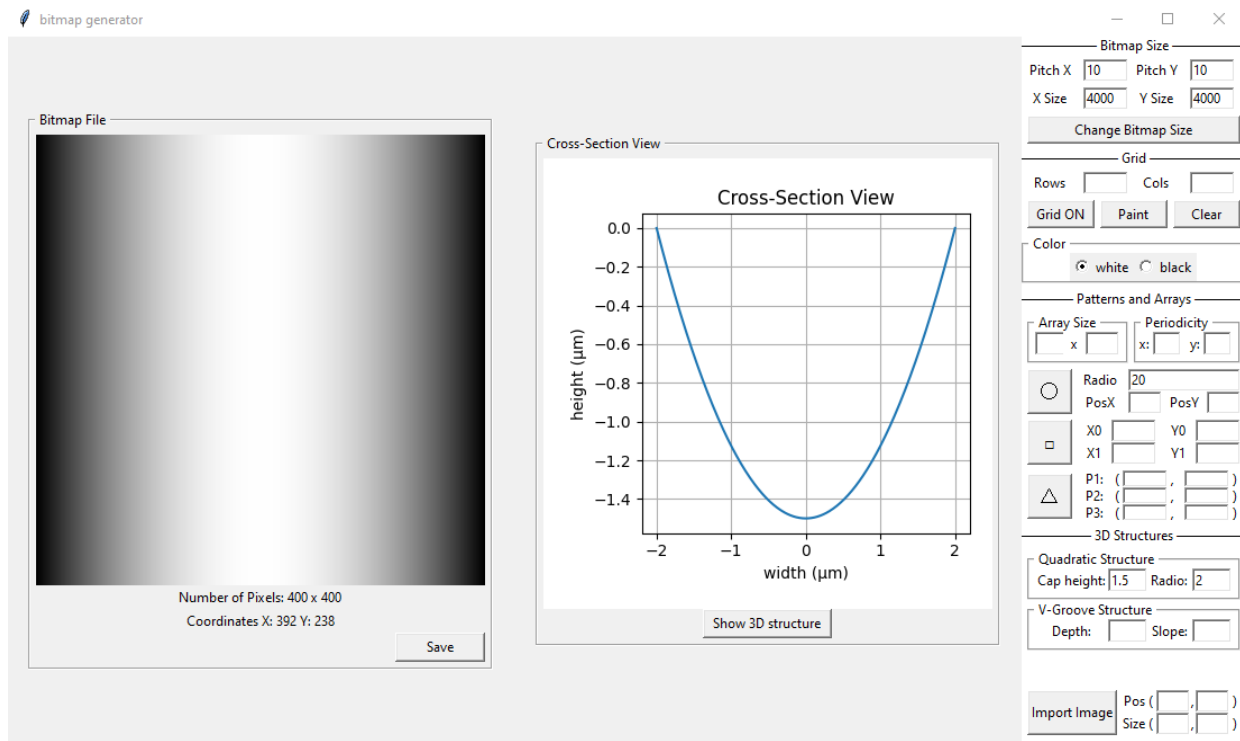 bitmap generator
Bitmap File
Number of Pixels: 400 x 400
Coordinates X: 392 Y: 238
Save
Cross-Section View
Cross-Section View
0.0
−0.2
−0.4
−0.6
−0.8
−1.0
−1.2
−1.4
height (μm)
−2 −1 0 1 2
width (μm)
Show 3D structure
Bitmap Size
Pitch X 10 Pitch Y 10
X Size 4000 Y Size 4000
Change Bitmap Size
Grid
Rows Cols
Grid ON Paint Clear
Color
white black
Patterns and Arrays
Array Size Periodicity
x x: y:
Radio 20
PosX PosY
X0 Y0
X1 Y1
P1: ( , )
P2: ( , )
P3: ( , )
3D Structures
Quadratic Structure
Cap height: 1.5 Radio: 2
V-Groove Structure
Depth: Slope:
Import Image
Pos ( , )
Size ( , )